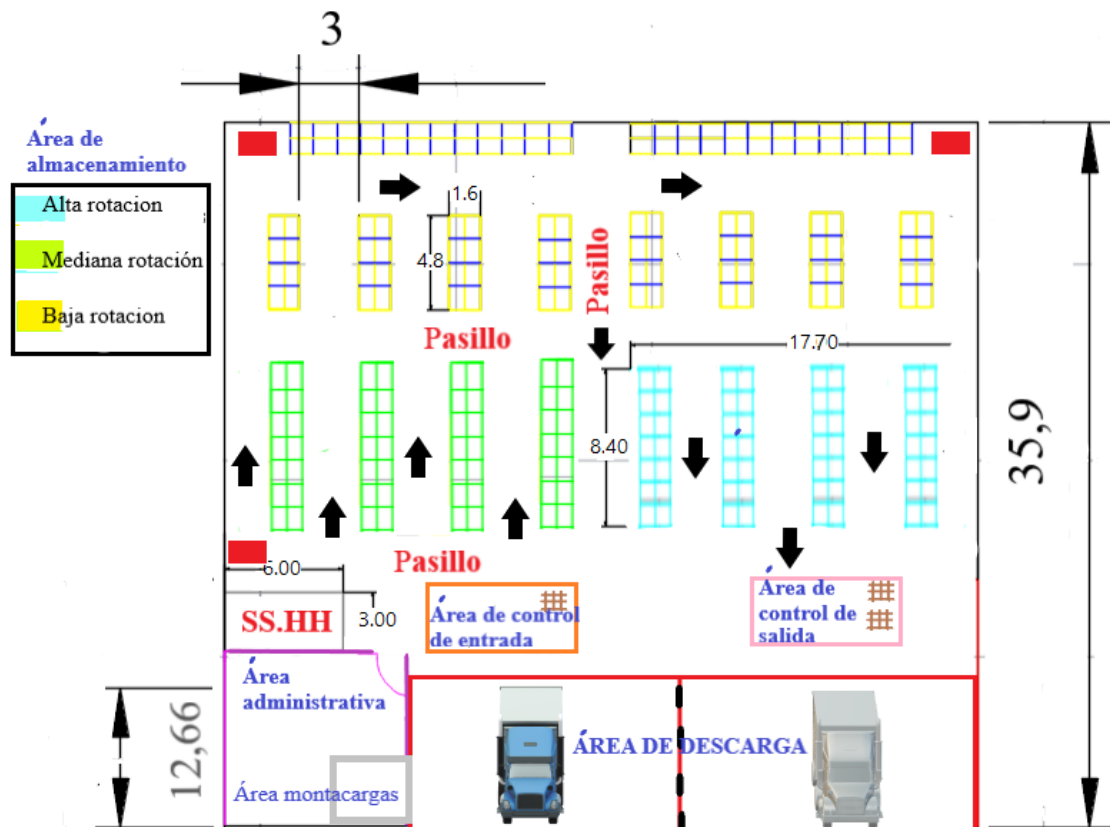 3
Área de
almacenamiento
Alta rotacion
Mediana rotación
Baja rotacion
1.6
4.8
Pasillo
Pasillo
17.70
8.40
35,9
Pasillo
6.00
3.00
SS.HH
Área de control
de entrada
Área de
control de
salida
Área
administrativa
12,66
ÁREA DE DESCARGA
Área montacargas